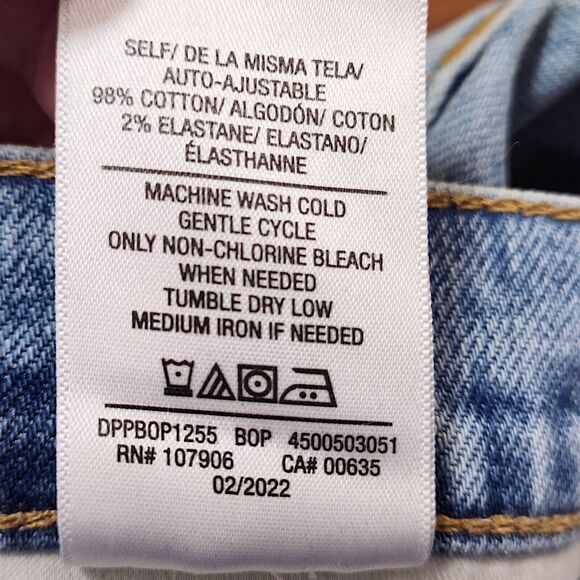 SELF/ DE LA MISMA TELA/
AUTO-AJUSTABLE
98% COTTON/ ALGODÓN/ COTON
2% ELASTANE/ ELASTANO/
ÉLASTHANNE
MACHINE WASH COLD
GENTLE CYCLE
ONLY NON-CHLORINE BLEACH
WHEN NEEDED
TUMBLE DRY LOW
MEDIUM IRON IF NEEDED
DPPBOP1255 BOP 4500503051
RN# 107906 CA# 00635
02/2022